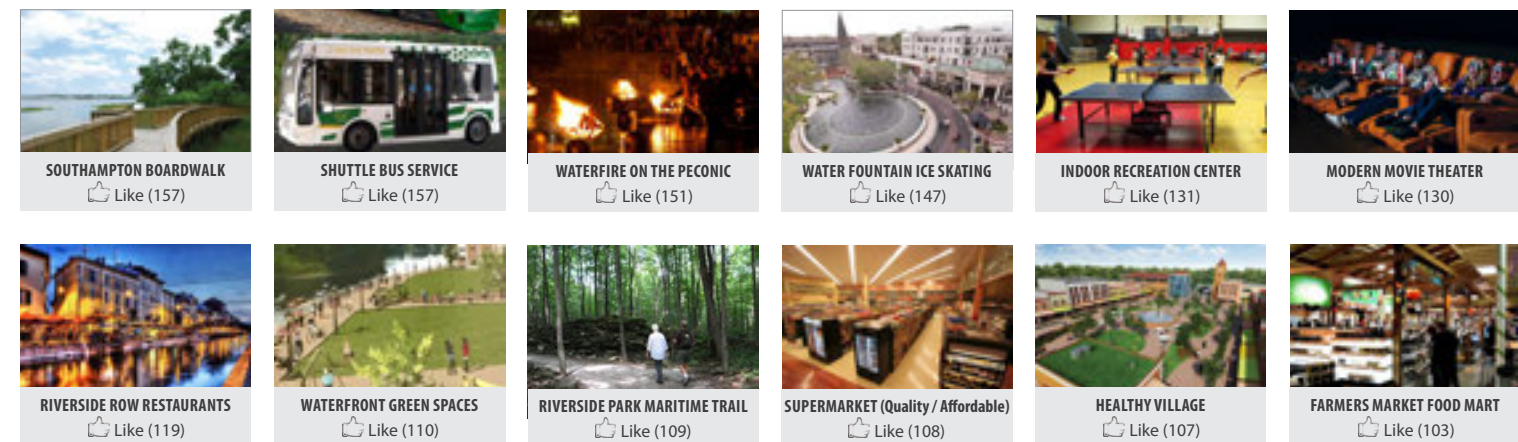 SOUTHAMPTON BOARDWALK
Like (157)
SHUTTLE BUS SERVICE
Like (157)
WATERFIRE ON THE PECONIC
Like (151)
WATER FOUNTAIN ICE SKATING
Like (147)
INDOOR RECREATION CENTER
Like (131)
MODERN MOVIE THEATER
Like (130)
RIVERSIDE ROW RESTAURANTS
Like (119)
WATERFRONT GREEN SPACES
Like (110)
RIVERSIDE PARK MARITIME TRAIL
Like (109)
SUPERMARKET (Quality / Affordable)
Like (108)
HEALTHY VILLAGE
Like (107)
FARMERS MARKET FOOD MART
Like (103)